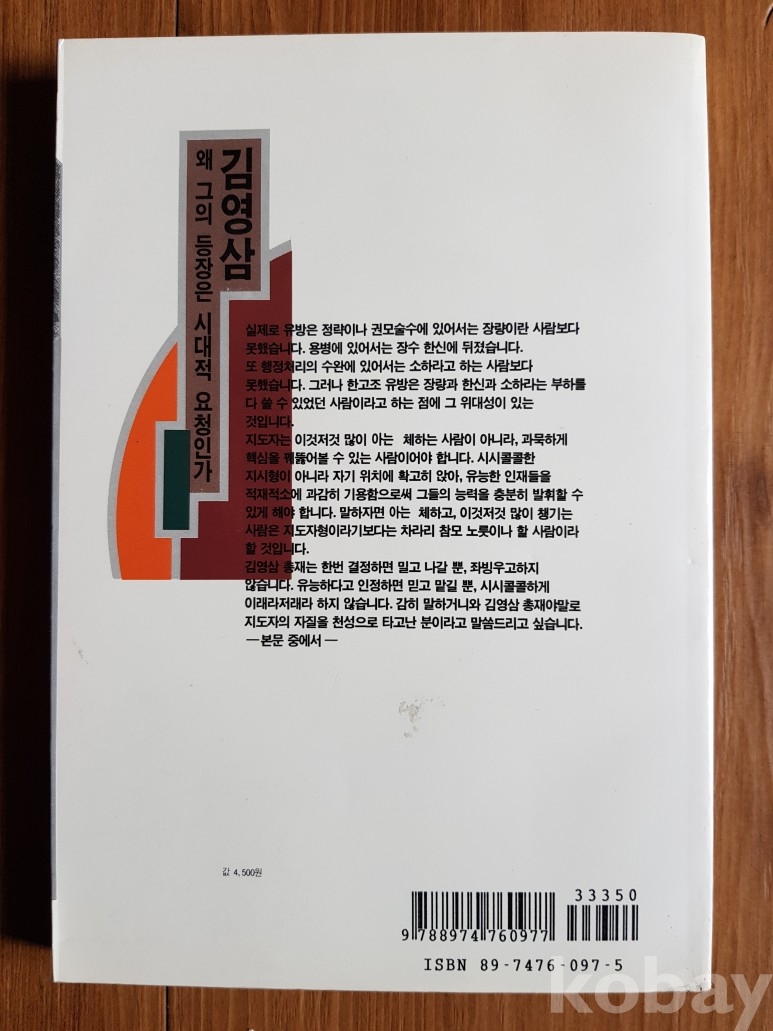 김영삼
왜 그의 등장은 시대적 요청인가
실제로 유방은 정략이나 권모술수에 있어서는 장량이란 사람보다
못했습니다. 용병에 있어서는 장수 한신에 뒤졌습니다.
또 행정처리의 수완에 있어서는 소하라고 하는 사람보다
못했습니다. 그러나 한고조 유방은 장량과 한신과 소하라는 부하를
다 쓸 수 있었던 사람이라고 하는 점에 그 위대성이 있는
것입니다.
지도자는 이것저것 많이 아는 체하는 사람이 아니라, 과묵하게
핵심을 꿰뚫어볼 수 있는 사람이어야 합니다. 시시콜콜한
지시형이 아니라 자기 위치에 확고히 앉아, 유능한 인재들을
적재적소에 과감히 기용함으로써 그들의 능력을 충분히 발휘할 수
있게 해야 합니다. 말하자면 아는 체하고, 이것저것 많이 챙기는
사람은 지도자형이라기보다는 차라리 참모 노릇이나 할 사람이라
할 것입니다.
김영삼 총재는 한번 결정하면 밀고 나갈 뿐, 좌빙우고하지
않습니다. 유능하다고 인정하면 믿고 맡길 뿐, 시시콜콜하게
이래라저래라 하지 않습니다. 감히 말하거니와 김영삼 총재야말로
지도자의 자질을 천성으로 타고난 분이라고 말씀드리고 싶습니다.
—본문 중에서—
값 4,500원
33350
9 788974 760977
ISBN 89-7476-097-5
kobay